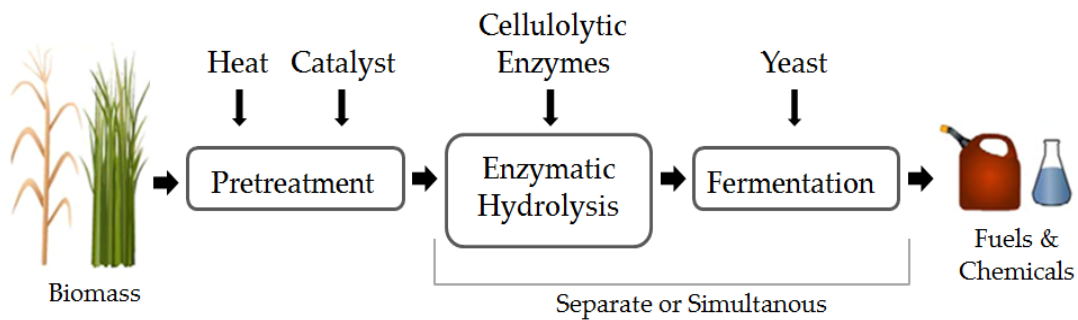 Heat
Catalyst
Cellulolytic
Enzymes
Yeast
Pretreatment
Enzymatic
Hydrolysis
Fermentation
Biomass
Fuels &
Chemicals
Separate or Simultanous